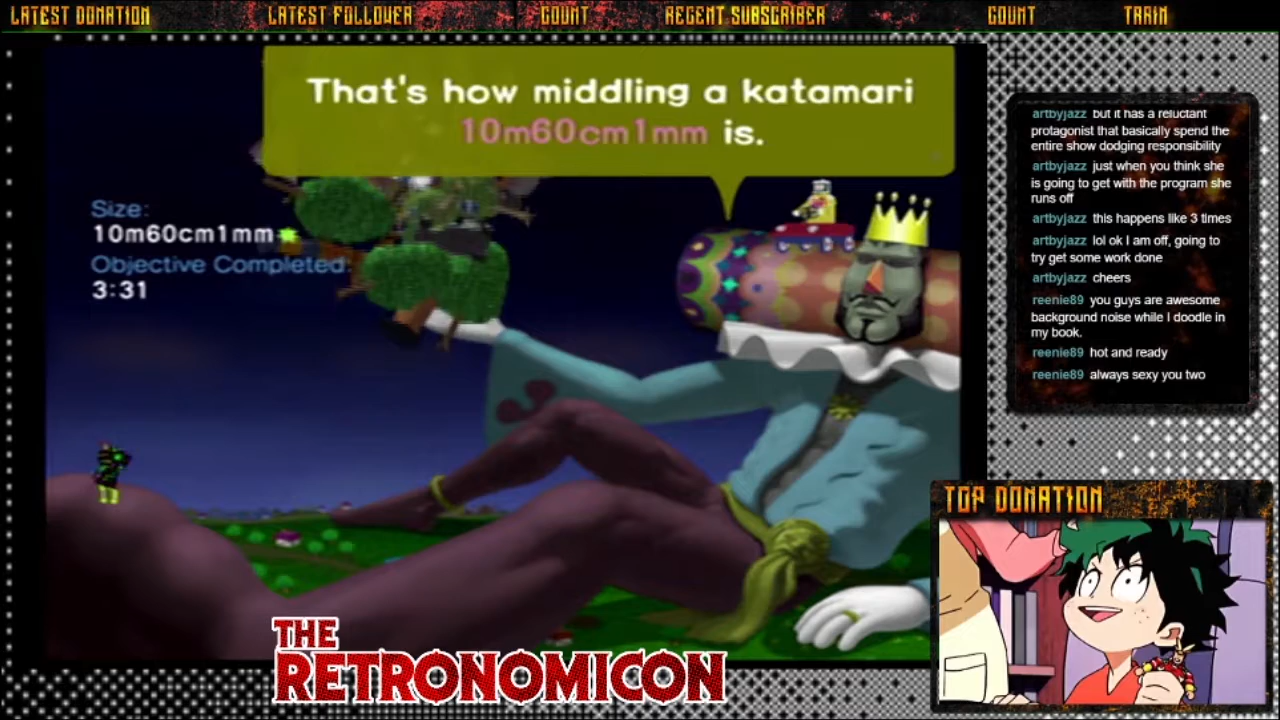 LATEST DONATION LATEST FOLLOWER COUNT RECENT SUBSCRIBER COUNT TRAIN
That's how middling a katamari
10m60cm1mm is.
Size:
10m60cm1mm
Objective Completed:
3:31
artbyjazz but it has a reluctant
protagonist that basically spend the
entire show dodging responsibility
artbyjazz just when you think she
is going to get with the program she
runs off
artbyjazz this happens like 3 times
artbyjazz lol ok I am off, going to
try get some work done
artbyjazz cheers
reenie89 you guys are awesome
background noise while I doodle in
my book.
reenie89 hot and ready
reenie89 always sexy you two
TOP DONATION
THE
RETRONOMICON